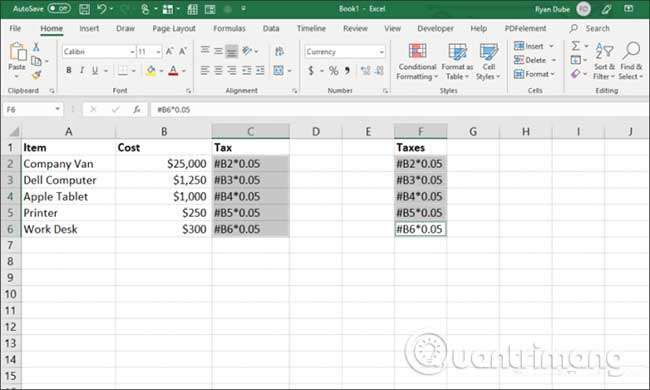 AutoSave Off Book1 - Excel Ryan Dube RD
File Home Insert Draw Page Layout Formulas Data Review View Developer Help PDFelement Search
Paste Calibri 11 A A ab Currency Conditional Formatting Format as Table Cell Styles Insert Delete Format Sort & Filter Find & Select
B I U A $ % ,
Clipboard Font Alignment Number Styles Cells Editing
F6 fx #B6*0.05
A B C D E F G H I J
1 Item Cost Tax Taxes
2 Company Van $25,000 #B2*0.05 #B2*0.05
3 Dell Computer $1,250 #B3*0.05 #B3*0.05
4 Apple Tablet $1,000 #B4*0.05 #B4*0.05
5 Printer $250 #B5*0.05 #B5*0.05
6 Work Desk $300 #B6*0.05 #B6*0.05
7
8
9
10
11
12
13
14
15
Quantrimang